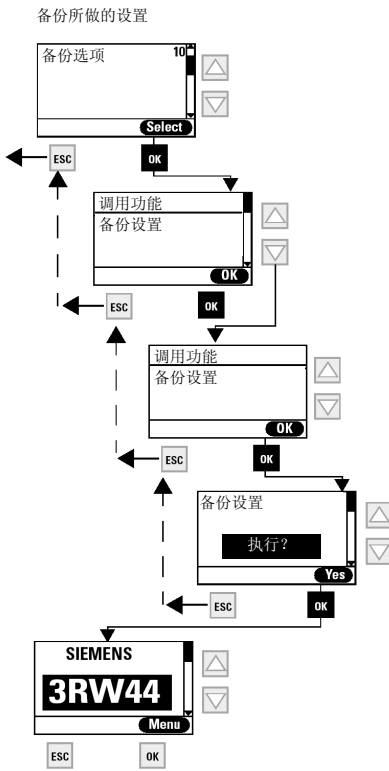 备份所做的设置
备份选项
10
Select
ESC
OK
调用功能
备份设置
OK
ESC
OK
调用功能
备份设置
OK
ESC
OK
备份设置
执行?
Yes
ESC
OK
SIEMENS
3RW44
Menu
ESC
OK